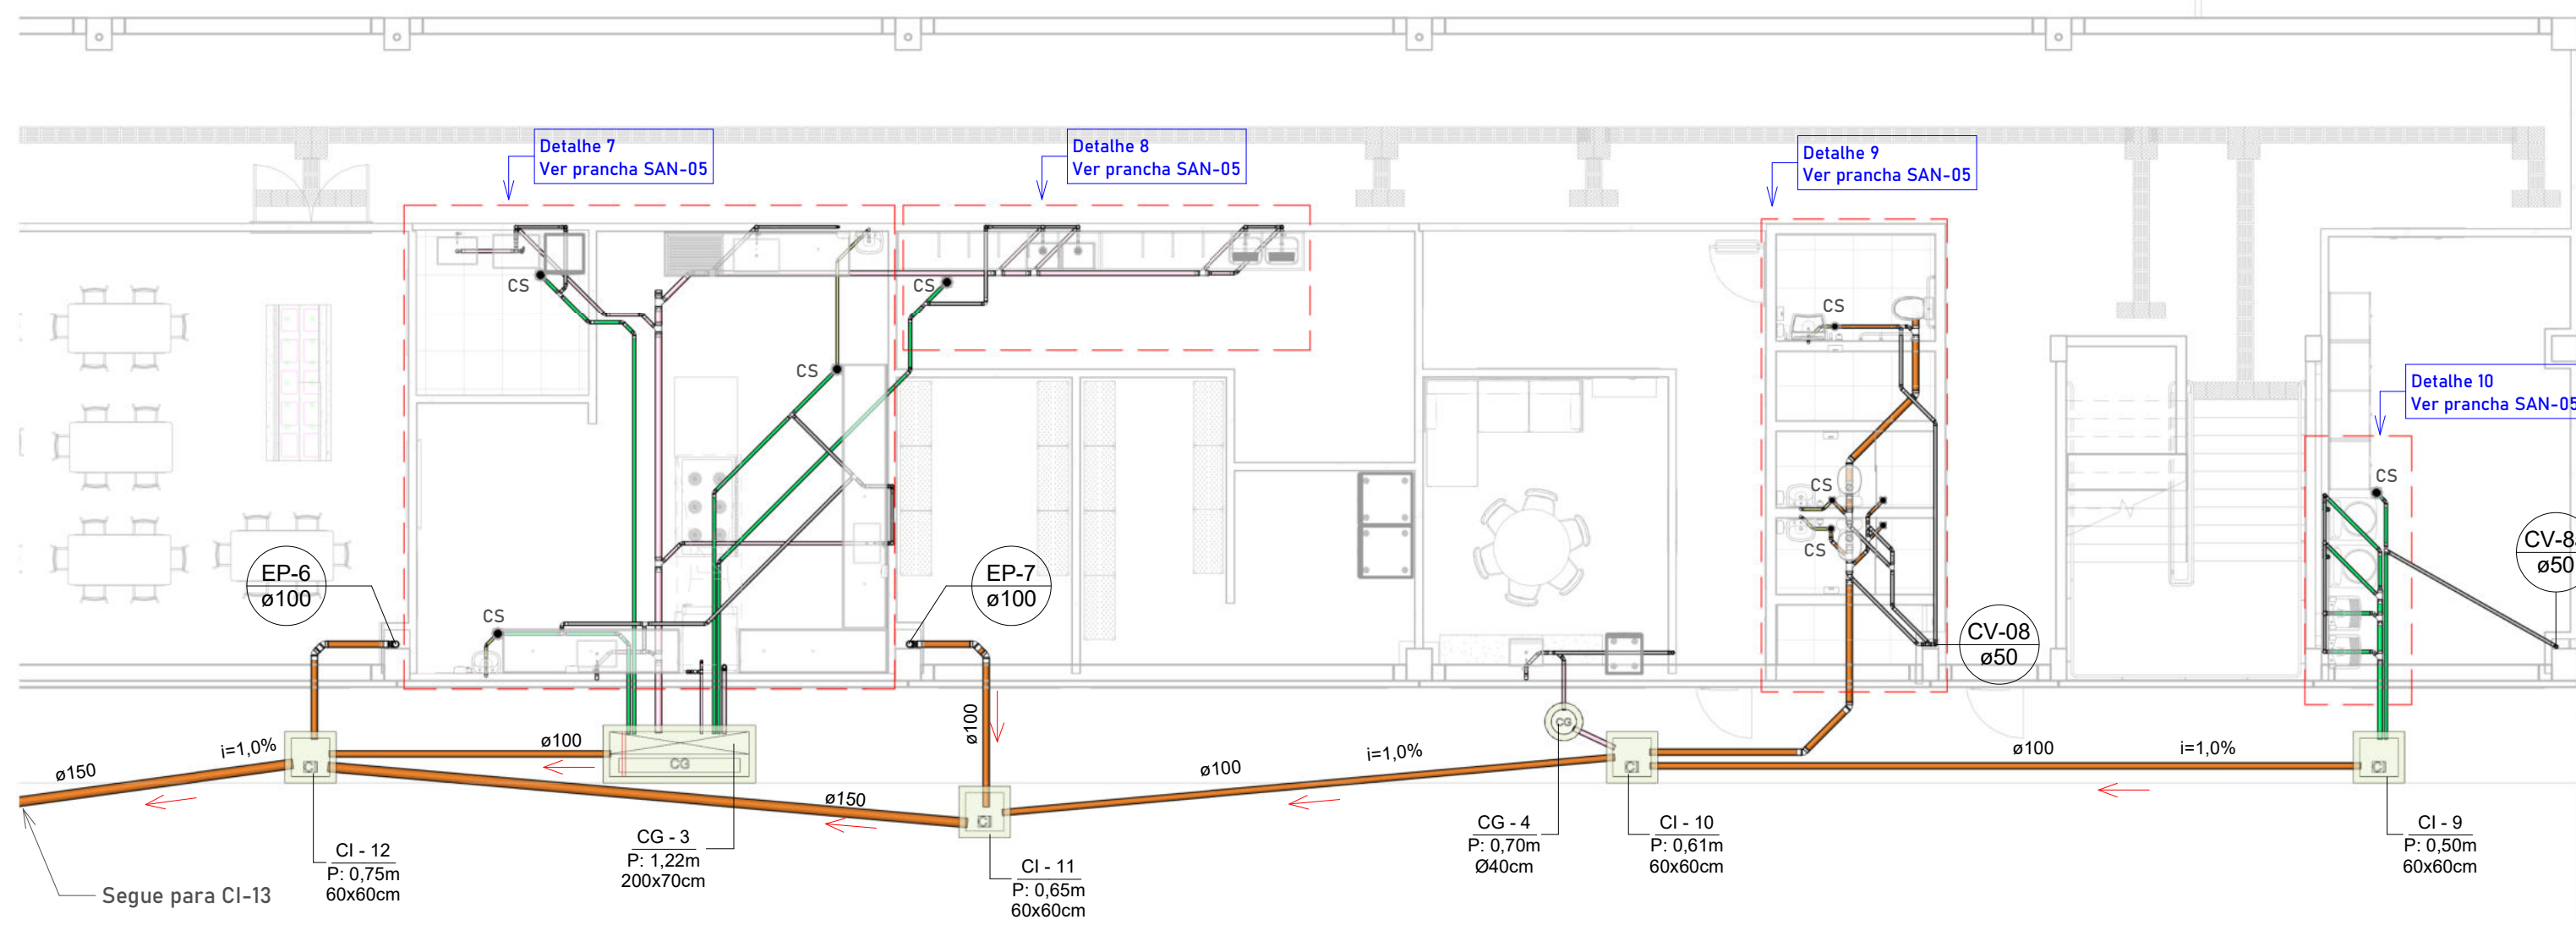 Detalhe 7
Ver prancha SAN-05
Detalhe 8
Ver prancha SAN-05
Detalhe 9
Ver prancha SAN-05
Detalhe 10
Ver prancha SAN-05
CS
CS
CS
CS
CS
CS
CS
CS
EP-6
ø100
EP-7
ø100
CV-08
ø50
CV-8
ø50
ø150
i=1,0%
CI
ø100
CG
ø150
ø100
CI
ø100
i=1,0%
CG
CI
ø100
i=1,0%
CI
CI - 12
P: 0,75m
60x60cm
CG - 3
P: 1,22m
200x70cm
CI - 11
P: 0,65m
60x60cm
CG - 4
P: 0,70m
Ø40cm
CI - 10
P: 0,61m
60x60cm
CI - 9
P: 0,50m
60x60cm
Segue para CI-13